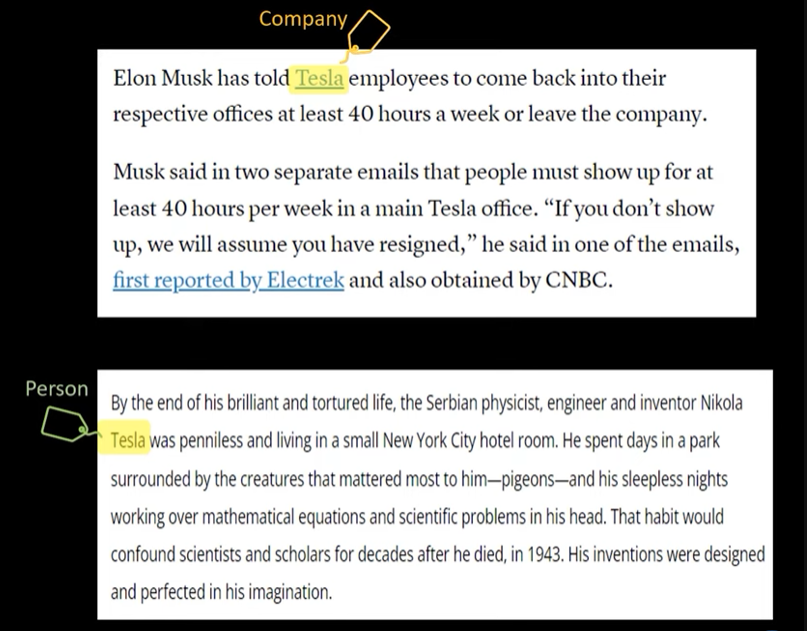 Company
Elon Musk has told Tesla employees to come back into their
respective offices at least 40 hours a week or leave the company.
Musk said in two separate emails that people must show up for at
least 40 hours per week in a main Tesla office. “If you don’t show
up, we will assume you have resigned,” he said in one of the emails,
first reported by Electrek and also obtained by CNBC.
Person
By the end of his brilliant and tortured life, the Serbian physicist, engineer and inventor Nikola
Tesla was penniless and living in a small New York City hotel room. He spent days in a park
surrounded by the creatures that mattered most to him—pigeons—and his sleepless nights
working over mathematical equations and scientific problems in his head. That habit would
confound scientists and scholars for decades after he died, in 1943. His inventions were designed
and perfected in his imagination.